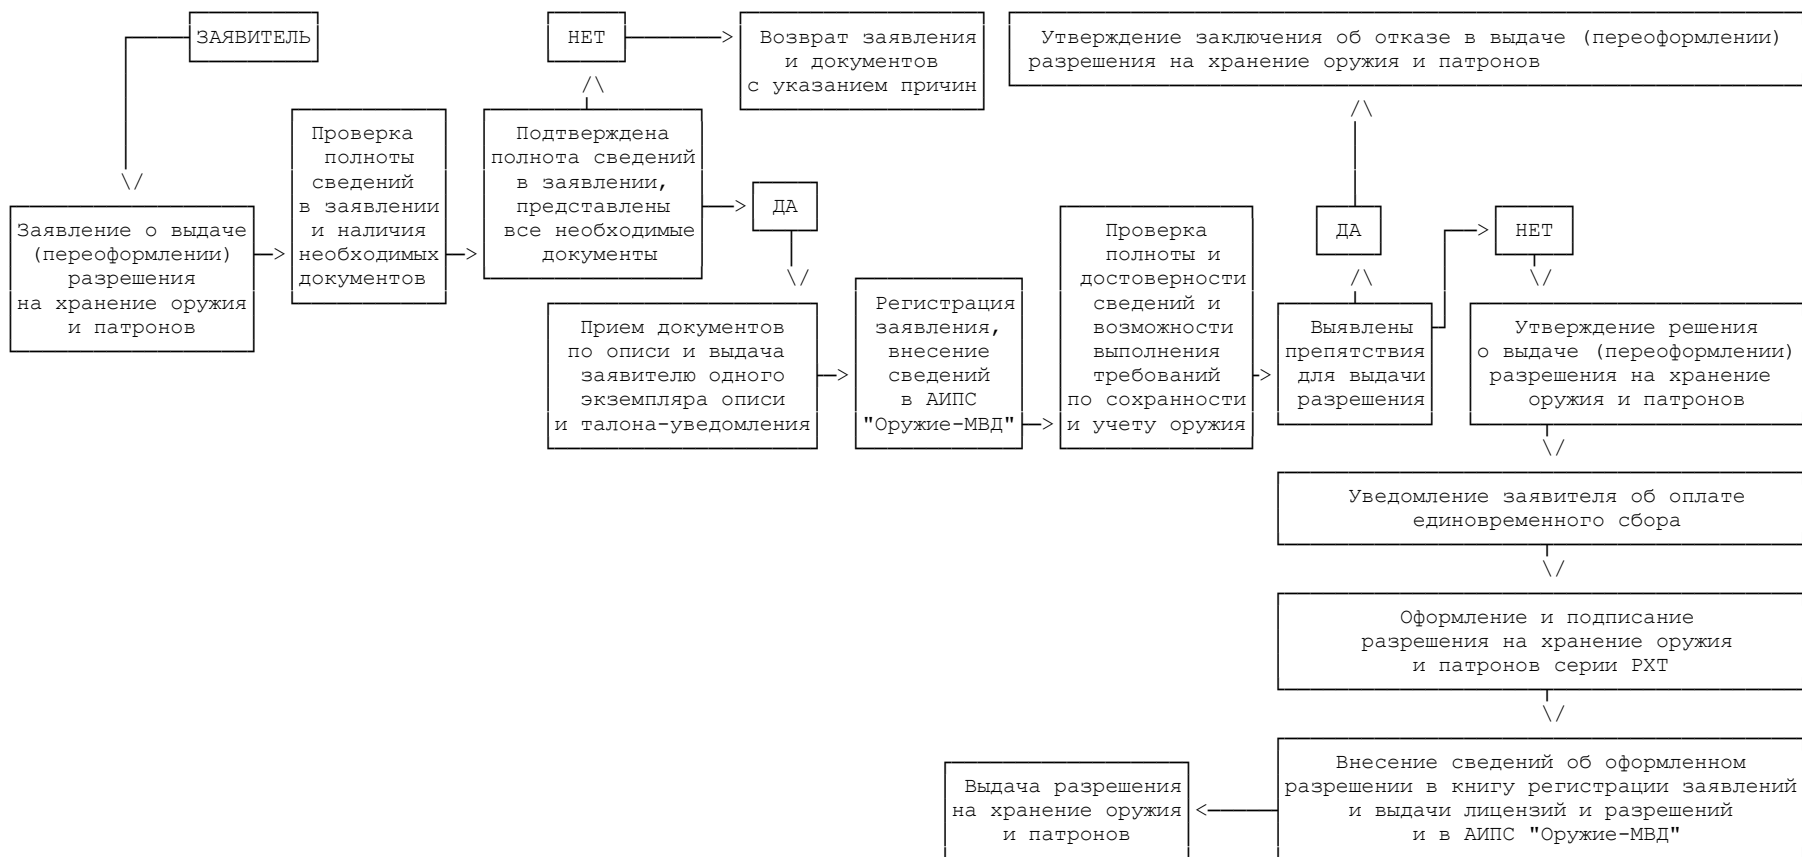 ЗАЯВИТЕЛЬ
НЕТ
Возврат заявления
и документов
с указанием причин
Утверждение заключения об отказе в выдаче (переоформлении)
разрешения на хранение оружия и патронов
Проверка
полноты
сведений
в заявлении
и наличия
необходимых
документов
Подтверждена
полнота сведений
в заявлении,
представлены
все необходимые
документы
ДА
Заявление о выдаче
(переоформлении)
разрешения
на хранение оружия
и патронов
Прием документов
по описи и выдача
заявителю одного
экземпляра описи
и талона-уведомления
Регистрация
заявления,
внесение
сведений
в АИПС
"Оружие-МВД"
Проверка
полноты и
достоверности
сведений и
возможности
выполнения
требований
по сохранности
и учету оружия
ДА
НЕТ
Выявлены
препятствия
для выдачи
разрешения
Утверждение решения
о выдаче (переоформлении)
разрешения на хранение
оружия и патронов
Уведомление заявителя об оплате
единовременного сбора
Оформление и подписание
разрешения на хранение оружия
и патронов серии РХТ
Внесение сведений об оформленном
разрешении в книгу регистрации заявлений
и выдачи лицензий и разрешений
и в АИПС "Оружие-МВД"
Выдача разрешения
на хранение оружия
и патронов